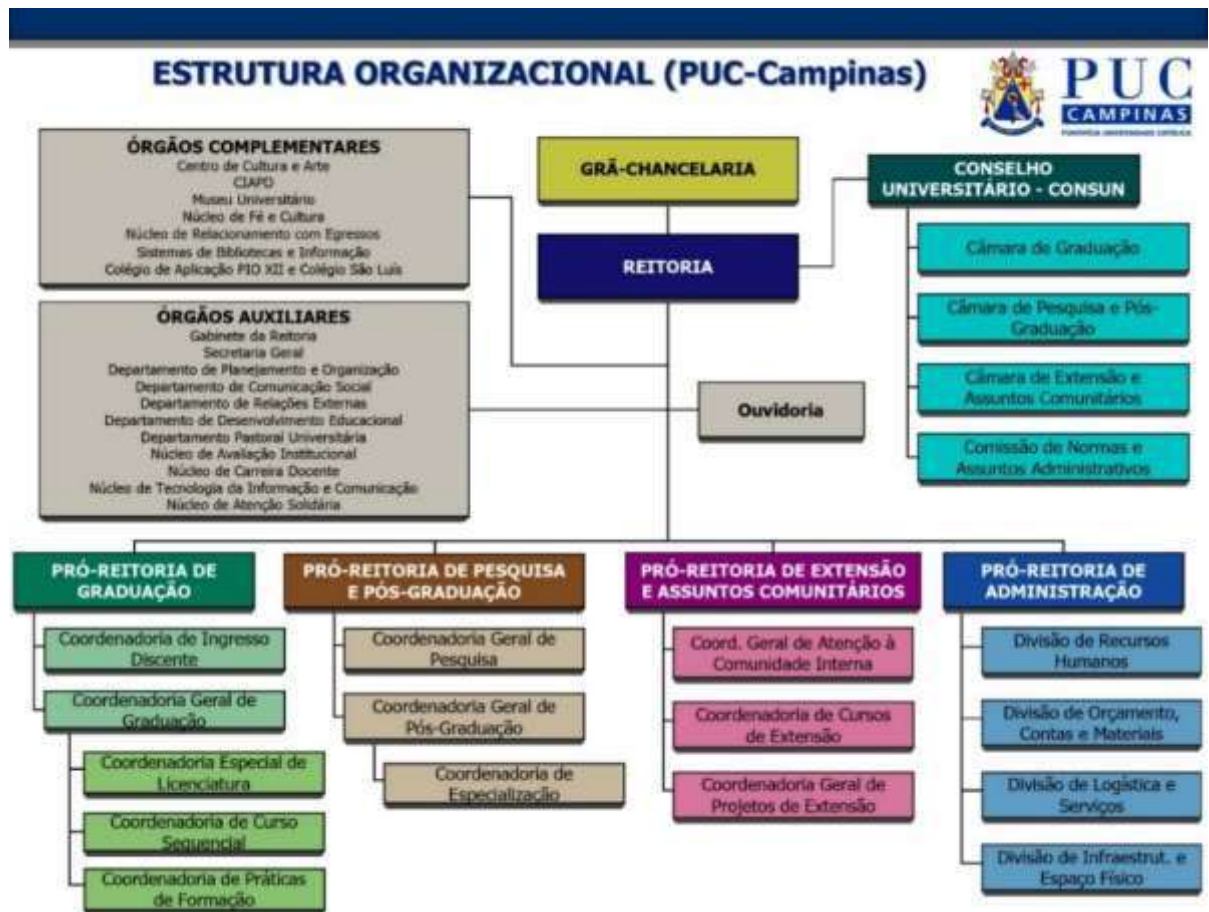 ESTRUTURA ORGANIZACIONAL (PUC-Campinas)
PUC
CAMPINAS
PONTIFÍCIA UNIVERSIDADE CATÓLICA
ÓRGÃOS COMPLEMENTARES
Centro de Cultura e Arte
CIAPD
Museu Universitário
Núcleo de Fé e Cultura
Núcleo de Relacionamento com Egressos
Sistemas de Bibliotecas e Informação
Colégio de Aplicação PIO XII e Colégio São Luís
GRÃ-CHANCELARIA
REITORIA
CONSELHO
UNIVERSITÁRIO - CONSUN
Câmara de Graduação
Câmara de Pesquisa e Pós-
Graduação
Câmara de Extensão e
Assuntos Comunitários
Comissão de Normas e
Assuntos Administrativos
ÓRGÃOS AUXILIARES
Gabinete da Reitoria
Secretaria Geral
Departamento de Planejamento e Organização
Departamento de Comunicação Social
Departamento de Relações Externas
Departamento de Desenvolvimento Educacional
Departamento Pastoral Universitária
Núcleo de Avaliação Institucional
Núcleo de Carreira Docente
Núcleo de Tecnologia da Informação e Comunicação
Núcleo de Atenção Solidária
Ouvidoria
PRÓ-REITORIA DE
GRADUAÇÃO
Coordenadoria de Ingresso
Discente
Coordenadoria Geral de
Graduação
Coordenadoria Especial de
Licenciatura
Coordenadoria de Curso
Sequencial
Coordenadoria de Práticas
de Formação
PRÓ-REITORIA DE PESQUISA
E PÓS-GRADUAÇÃO
Coordenadoria Geral de
Pesquisa
Coordenadoria Geral de
Pós-Graduação
Coordenadoria de
Especialização
PRÓ-REITORIA DE EXTENSÃO
E ASSUNTOS COMUNITÁRIOS
Coord. Geral de Atenção à
Comunidade Interna
Coordenadoria de Cursos
de Extensão
Coordenadoria Geral de
Projetos de Extensão
PRÓ-REITORIA DE
ADMINISTRAÇÃO
Divisão de Recursos
Humanos
Divisão de Orçamento,
Contas e Materiais
Divisão de Logística e
Serviços
Divisão de Infraestrut. e
Espaço Físico